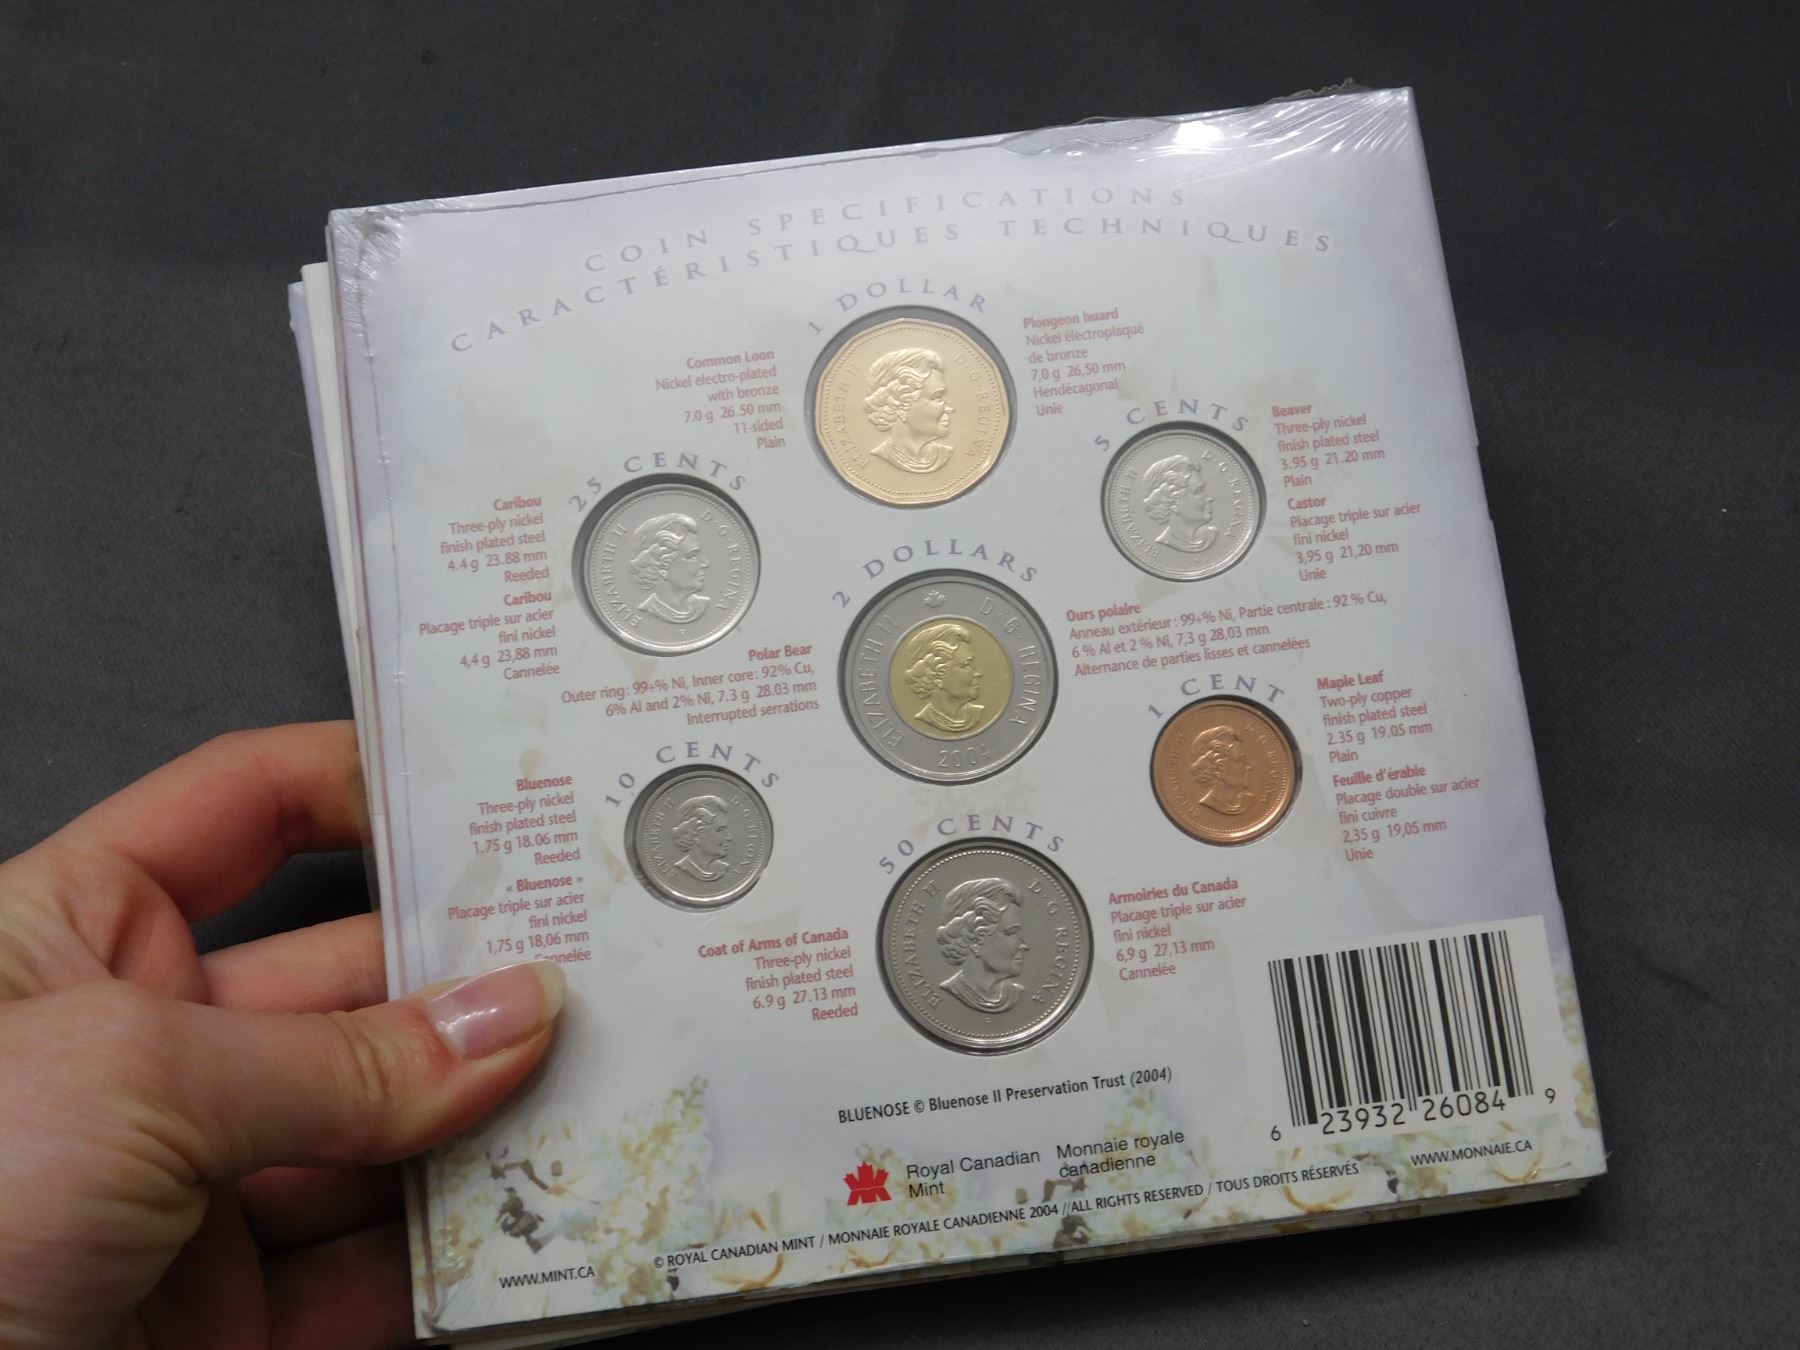 COIN SPECIFICATIONS
CARACTÉRISTIQUES TECHNIQUES
1 DOLLAR
Common Loon
Nickel electro-plated
with bronze
7.0 g 26.50 mm
11-sided
Plain
Plongeon huard
Nickel électroplaqué
de bronze
7,0 g 26,50 mm
Hendécagonal
Unie
ELIZABETH II D·G·REGINA
5 CENTS
Beaver
Three-ply nickel
finish plated steel
3.95 g 21.20 mm
Plain
Castor
Placage triple sur acier
fini nickel
3,95 g 21,20 mm
Unie
ELIZABETH II D·G·REGINA
P
25 CENTS
Caribou
Three-ply nickel
finish plated steel
4.4 g 23.88 mm
Reeded
Caribou
Placage triple sur acier
fini nickel
4,4 g 23,88 mm
Cannelée
ELIZABETH II D·G·REGINA
P
2 DOLLARS
Polar Bear
Outer ring: 99+% Ni, Inner core: 92% Cu,
6% Al and 2% Ni, 7.3 g 28.03 mm
Interrupted serrations
Ours polaire
Anneau extérieur : 99+% Ni, Partie centrale : 92 % Cu,
6 % Al et 2 % Ni, 7,3 g 28,03 mm
Alternance de parties lisses et cannelées
ELIZABETH II D·G·REGINA
2004
1 CENT
Maple Leaf
Two-ply copper
finish plated steel
2.35 g 19.05 mm
Plain
Feuille d'érable
Placage double sur acier
fini cuivre
2,35 g 19,05 mm
Unie
ELIZABETH II D·G·REGINA
10 CENTS
Bluenose
Three-ply nickel
finish plated steel
1.75 g 18.06 mm
Reeded
« Bluenose »
Placage triple sur acier
fini nickel
1,75 g 18,06 mm
Cannelée
ELIZABETH II D·G·REGINA
50 CENTS
Coat of Arms of Canada
Three-ply nickel
finish plated steel
6.9 g 27.13 mm
Reeded
Armoiries du Canada
Placage triple sur acier
fini nickel
6,9 g 27,13 mm
Cannelée
ELIZABETH II D·G·REGINA
P
BLUENOSE © Bluenose II Preservation Trust (2004)
Royal Canadian Mint
Monnaie royale canadienne
6 23932 26084 9
WWW.MINT.CA
© ROYAL CANADIAN MINT / MONNAIE ROYALE CANADIENNE 2004 //ALL RIGHTS RESERVED / TOUS DROITS RÉSERVÉS
WWW.MONNAIE.CA